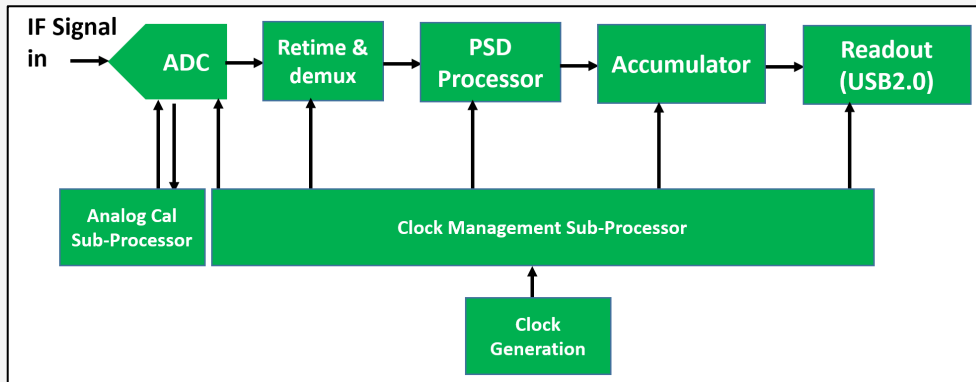 IF Signal
in
ADC
Retime &
demux
PSD
Processor
Accumulator
Readout
(USB2.0)
Analog Cal
Sub-Processor
Clock Management Sub-Processor
Clock
Generation